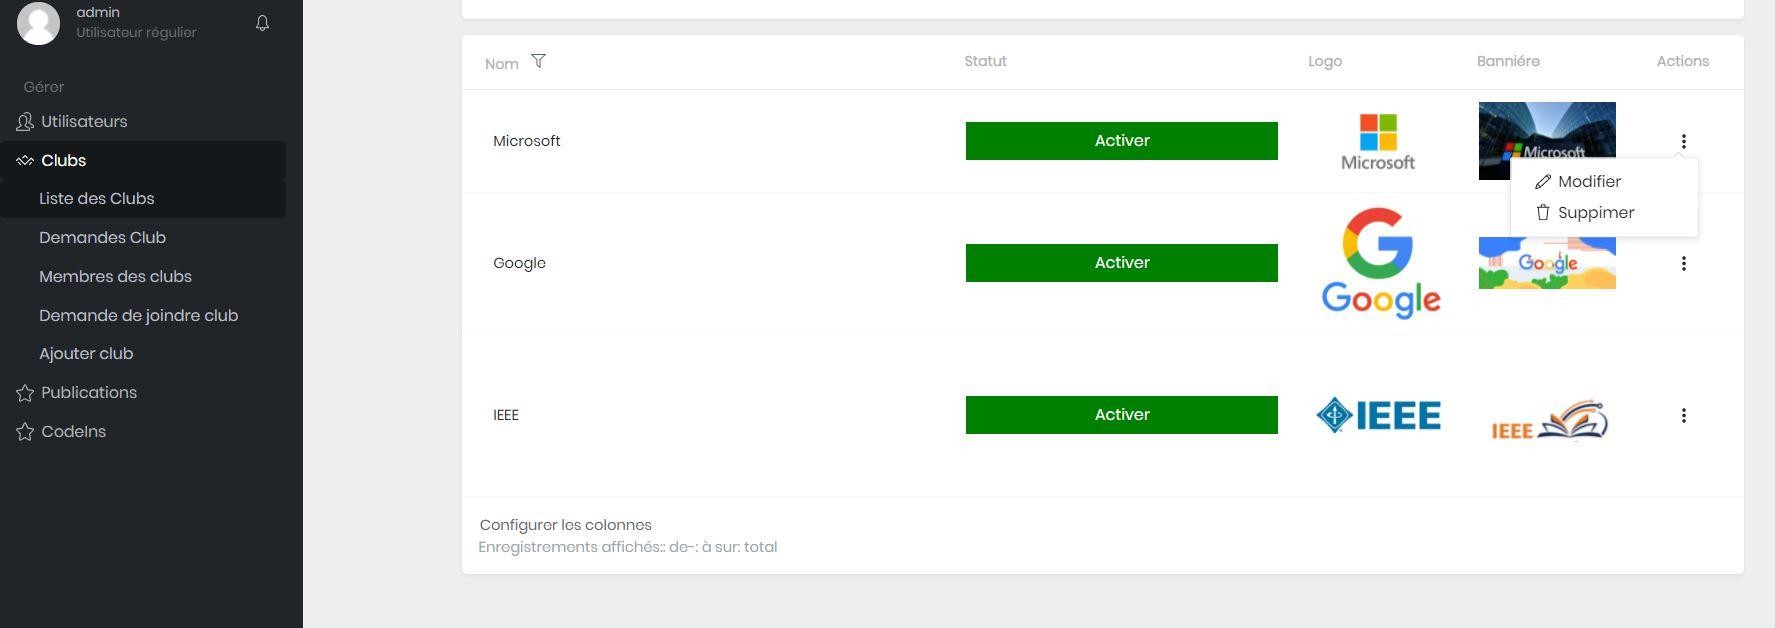 admin
Utilisateur régulier
Gérer
Utilisateurs
Clubs
Liste des Clubs
Demandes Club
Membres des clubs
Demande de joindre club
Ajouter club
Publications
CodeIns
Nom Statut Logo Banniére Actions
Microsoft Activer Microsoft Microsoft
Modifier
Suppimer
Google Activer Google Google
IEEE Activer IEEE IEEE
Configurer les colonnes
Enregistrements affichés:: de-: à sur: total